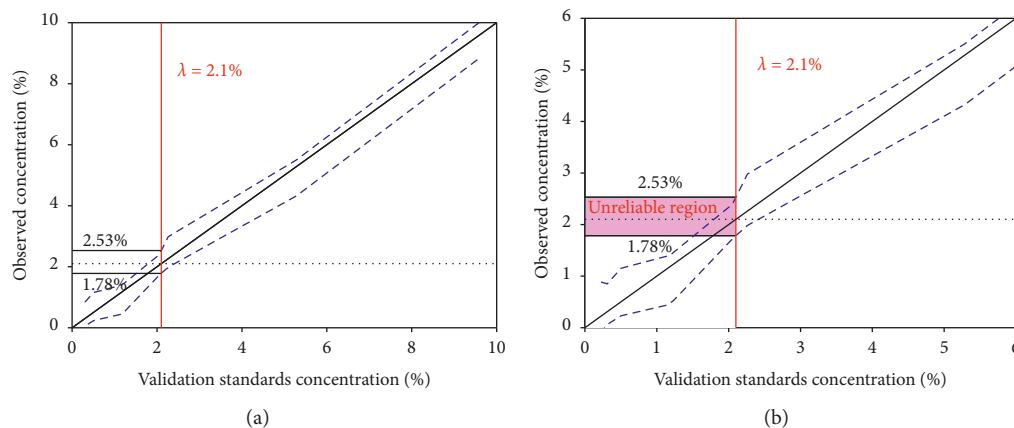 10
8
6
4
2
0
Observed concentration (%)
λ = 2.1%
2.53%
1.78%
0 2 4 6 8 10
Validation standards concentration (%)
(a)
6
5
4
3
2
1
0
Observed concentration (%)
λ = 2.1%
2.53%
Unreliable region
1.78%
0 1 2 3 4 5 6
Validation standards concentration (%)
(b)